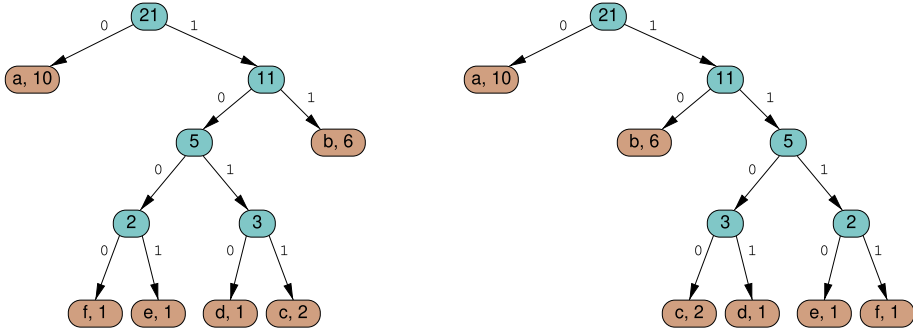 21 21
0 1 0 1
a, 10 11 a, 10 11
0 1 0 1
5 b, 6 b, 6 5
0 1 0 1
2 3 3 2
0 1 0 1 0 1 0 1
f, 1 e, 1 d, 1 c, 2 c, 2 d, 1 e, 1 f, 1